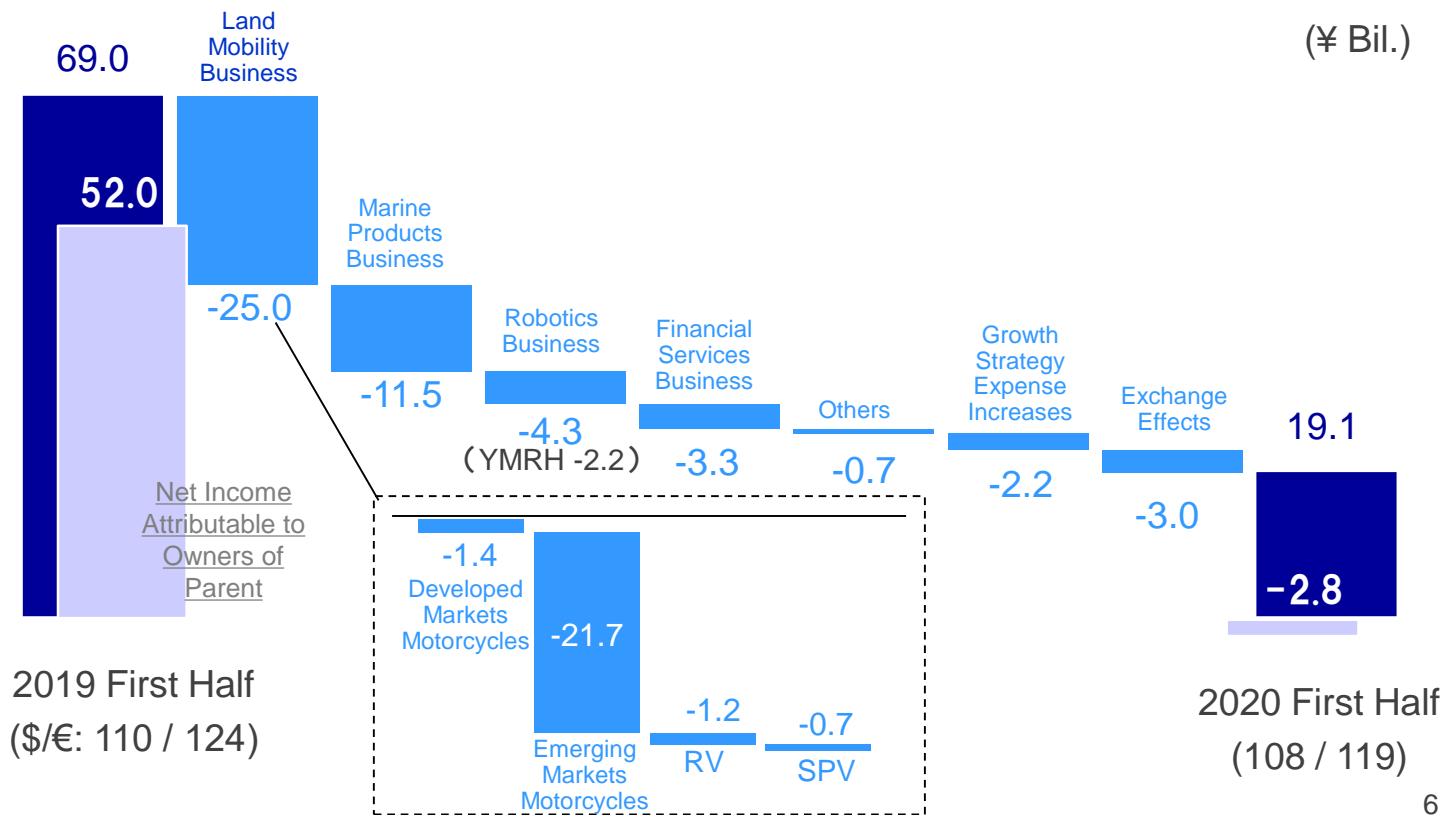 (¥ Bil.)
69.0
52.0
Land
Mobility
Business
-25.0
Marine
Products
Business
-11.5
Robotics
Business
-4.3
(YMRH -2.2)
Financial
Services
Business
-3.3
Others
-0.7
Growth
Strategy
Expense
Increases
-2.2
Exchange
Effects
-3.0
19.1
-2.8
Net Income
Attributable to
Owners of
Parent
-1.4
Developed
Markets
Motorcycles
-21.7
Emerging
Markets
Motorcycles
-1.2
RV
-0.7
SPV
2019 First Half
($/€: 110 / 124)
2020 First Half
(108 / 119)
6